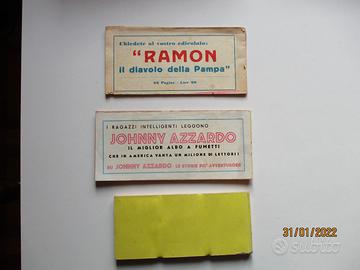 Chiedete al vostro edicolante:
"RAMON
il diavolo della Pampa"
I RAGAZZI INTELLIGENTI LEGGONO
JOHNNY AZZARDO
IL MIGLIOR ALBO A FUMETTI
CHE IN AMERICA VANTA UN MILIONE DI LETTORI!
SU JOHNNY AZZARDO LE STORIE PIU' AVVENTUROSE
31/01/2022
subito